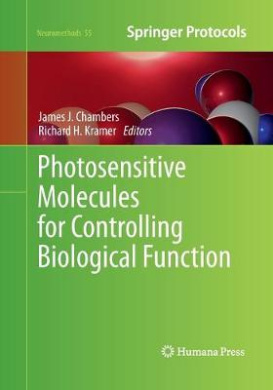 Neuromethods 55
Springer Protocols
James J. Chambers
Richard H. Kramer Editors
Photosensitive
Molecules
for Controlling
Biological Function
Humana Press